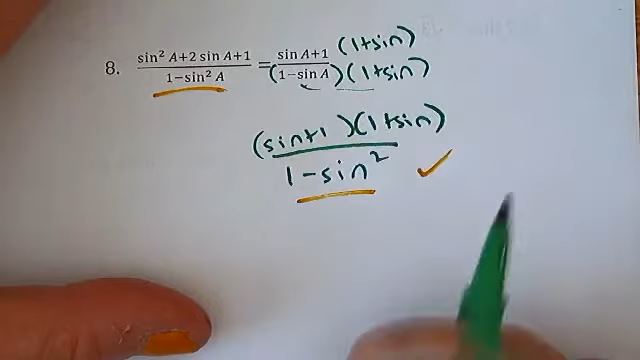 8. sin² A+2 sin A+1 / 1−sin² A = sin A+1 (1+sin) / (1−sin A)(1+sin)
(sin+1)(1+sin)
1−sin² ✓